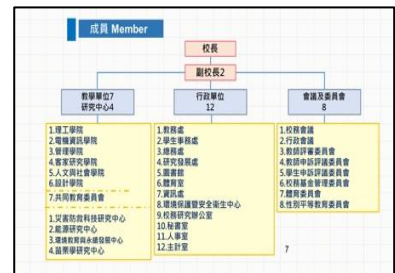 成員 Member
校長
副校長2
教學單位7
研究中心4
1.理工學院
2.電機資訊學院
3.管理學院
4.客家研究學院
5.人文與社會學院
6.設計學院
7.共同教育委員會
1.災害防救科技研究中心
2.能源研究中心
3.環境教育與永續發展中心
4.苗栗學研究中心
行政單位
12
1.教務處
2.學生事務處
3.總務處
4.研究發展處
5.圖書館
6.體育室
7.資訊處
8.環境保護暨安全衛生中心
9.校務研究辦公室
10.秘書室
11.人事室
12.主計室
會議及委員會
8
1.校務會議
2.行政會議
3.教師評審委員會
4.教師申訴評議委員會
5.學生申訴評議委員會
6.校務基金管理委員會
7.體育委員會
8.性別平等教育委員會
7